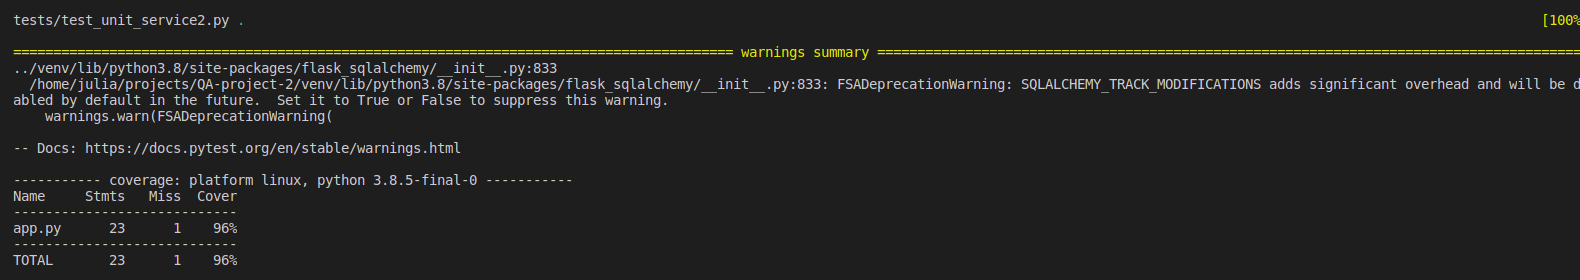 tests/test_unit_service2.py . [100%
========================================================================================== warnings summary ========================================================================================
../venv/lib/python3.8/site-packages/flask_sqlalchemy/__init__.py:833
  /home/julia/projects/QA-project-2/venv/lib/python3.8/site-packages/flask_sqlalchemy/__init__.py:833: FSADeprecationWarning: SQLALCHEMY_TRACK_MODIFICATIONS adds significant overhead and will be d
abled by default in the future.  Set it to True or False to suppress this warning.
    warnings.warn(FSADeprecationWarning(
-- Docs: https://docs.pytest.org/en/stable/warnings.html
----------- coverage: platform linux, python 3.8.5-final-0 -----------
Name     Stmts   Miss  Cover
----------------------------
app.py      23      1    96%
----------------------------
TOTAL       23      1    96%